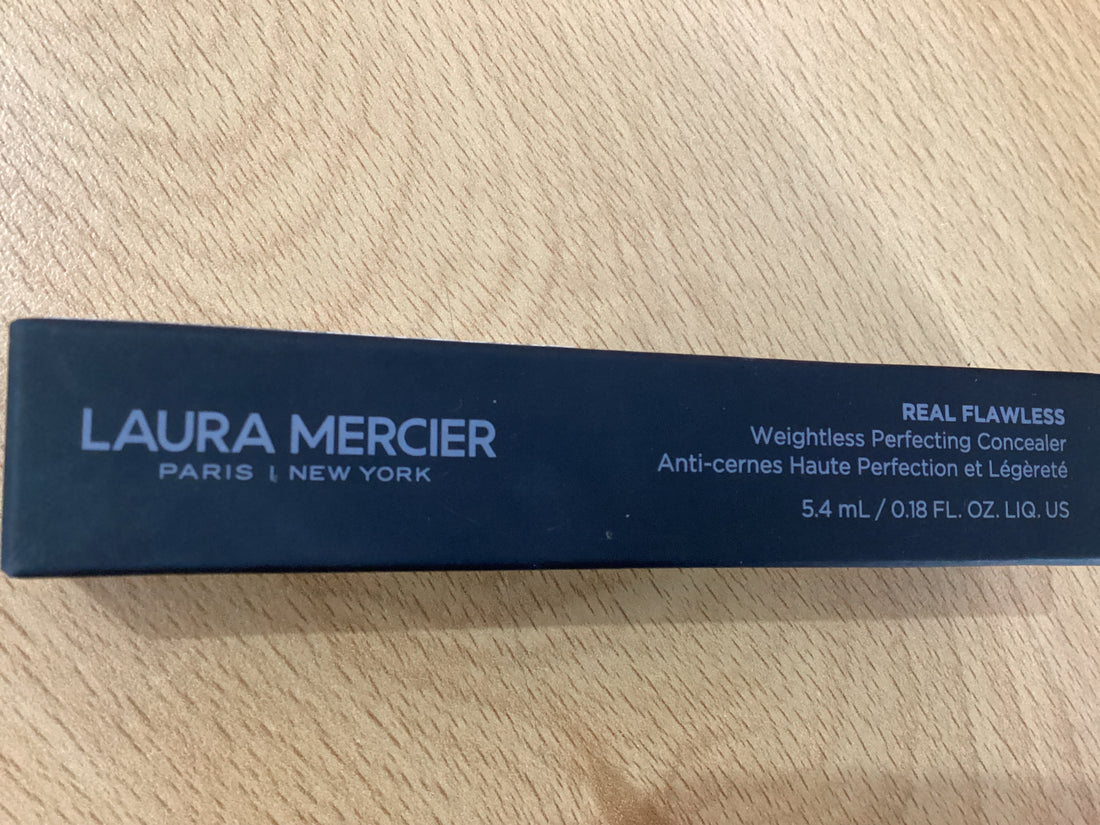 LAURA MERCIER
PARIS | NEW YORK
REAL FLAWLESS
Weightless Perfecting Concealer
Anti-cernes Haute Perfection et Légèreté
5.4 mL / 0.18 FL. OZ. LIQ. US